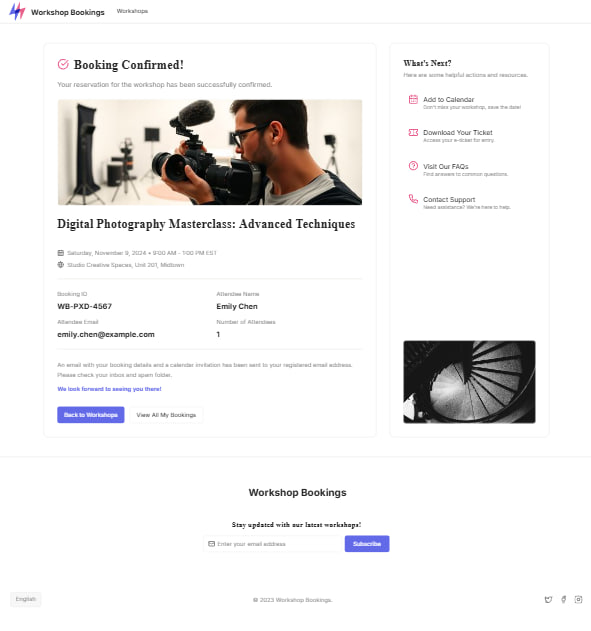 Workshop Bookings
Workshops
Booking Confirmed!
Your reservation for the workshop has been successfully confirmed.
Digital Photography Masterclass: Advanced Techniques
Saturday, November 9, 2024 • 9:00 AM - 1:00 PM EST
Studio Creative Spaces, Unit 201, Midtown
Booking ID
WB-PXD-4567
Attendee Name
Emily Chen
Attendee Email
emily.chen@example.com
Number of Attendees
1
An email with your booking details and a calendar invitation has been sent to your registered email address.
Please check your inbox and spam folder.
We look forward to seeing you there!
Back to Workshops
View All My Bookings
What's Next?
Here are some helpful actions and resources.
Add to Calendar
Don't miss your workshop, save the date!
Download Your Ticket
Access your e-ticket for entry.
Visit Our FAQs
Find answers to common questions.
Contact Support
Need assistance? We're here to help.
Workshop Bookings
Stay updated with our latest workshops!
Enter your email address
Subscribe
English
© 2023 Workshop Bookings.